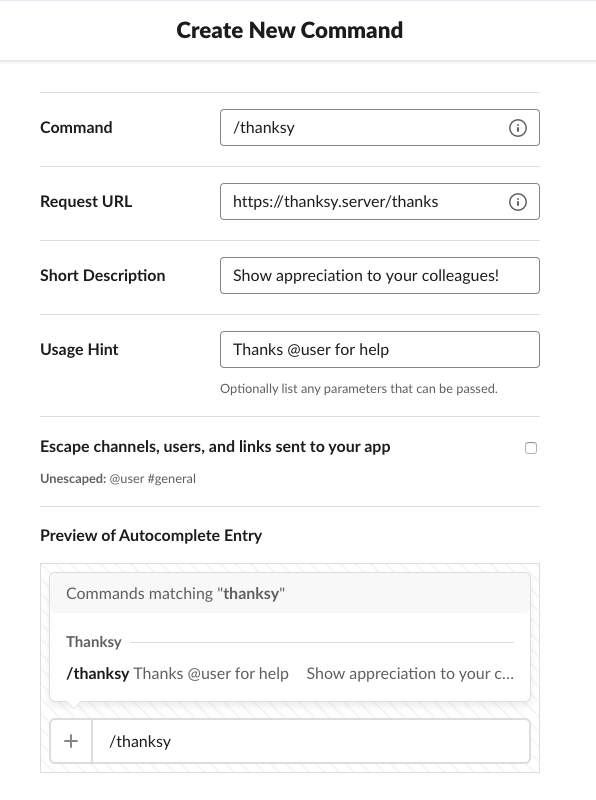 Create New Command
Command
/thanksy
Request URL
https://thanksy.server/thanks
Short Description
Show appreciation to your colleagues!
Usage Hint
Thanks @user for help
Optionally list any parameters that can be passed.
Escape channels, users, and links sent to your app
Unescaped: @user #general
Preview of Autocomplete Entry
Commands matching "thanksy"
Thanksy
/thanksy Thanks @user for help Show appreciation to your c...
/thanksy